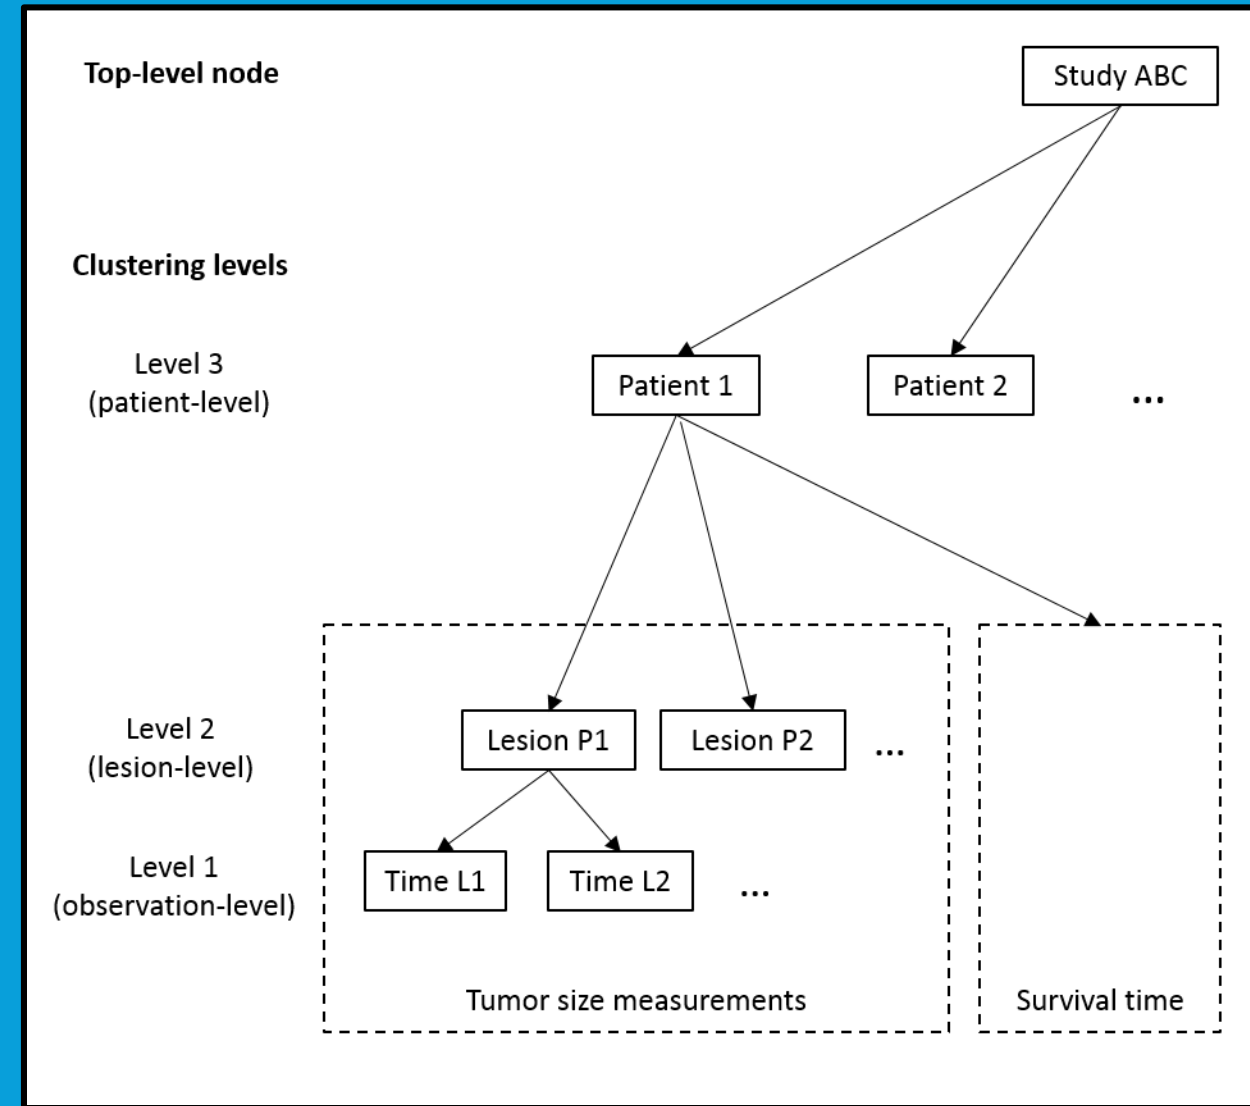 Top-level node
Study ABC
Clustering levels
Level 3
(patient-level)
Patient 1
Patient 2
...
Level 2
(lesion-level)
Lesion P1
Lesion P2
...
Level 1
(observation-level)
Time L1
Time L2
...
Tumor size measurements
Survival time